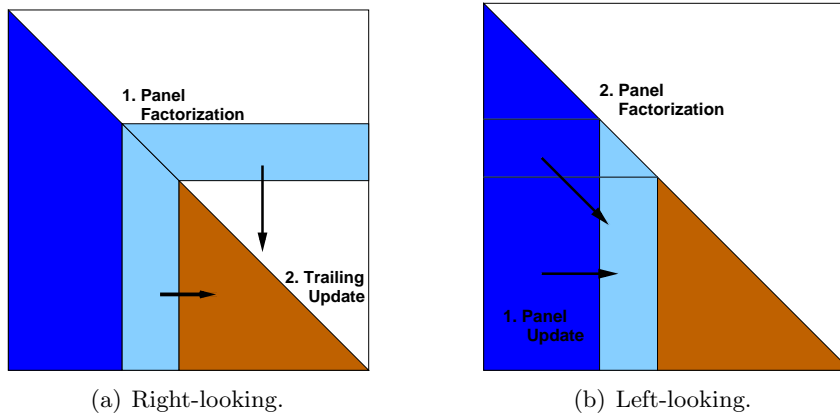 1. Panel
Factorization
2. Trailing
Update
(a) Right-looking.
2. Panel
Factorization
1. Panel
Update
(b) Left-looking.